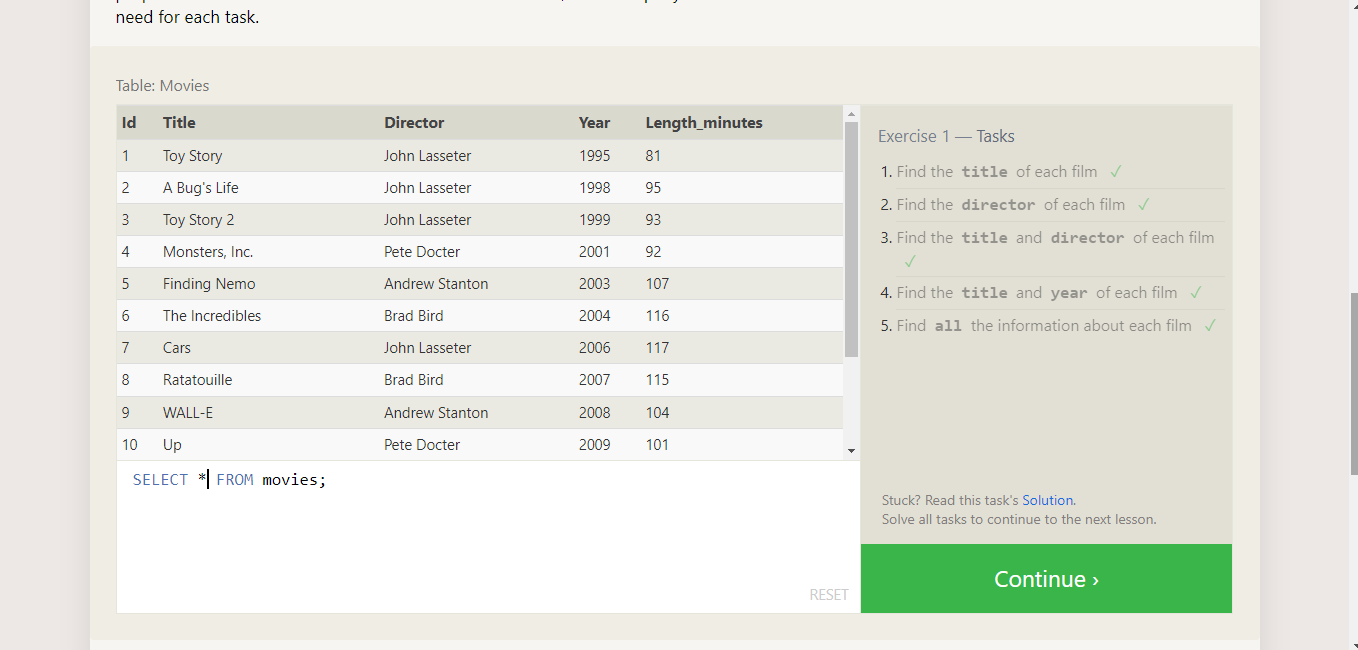 need for each task.
Table: Movies
Id Title Director Year Length_minutes
1 Toy Story John Lasseter 1995 81
2 A Bug's Life John Lasseter 1998 95
3 Toy Story 2 John Lasseter 1999 93
4 Monsters, Inc. Pete Docter 2001 92
5 Finding Nemo Andrew Stanton 2003 107
6 The Incredibles Brad Bird 2004 116
7 Cars John Lasseter 2006 117
8 Ratatouille Brad Bird 2007 115
9 WALL-E Andrew Stanton 2008 104
10 Up Pete Docter 2009 101
SELECT * FROM movies;
RESET
Exercise 1 — Tasks
1. Find the title of each film ✓
2. Find the director of each film ✓
3. Find the title and director of each film
✓
4. Find the title and year of each film ✓
5. Find all the information about each film ✓
Stuck? Read this task's Solution.
Solve all tasks to continue to the next lesson.
Continue ›